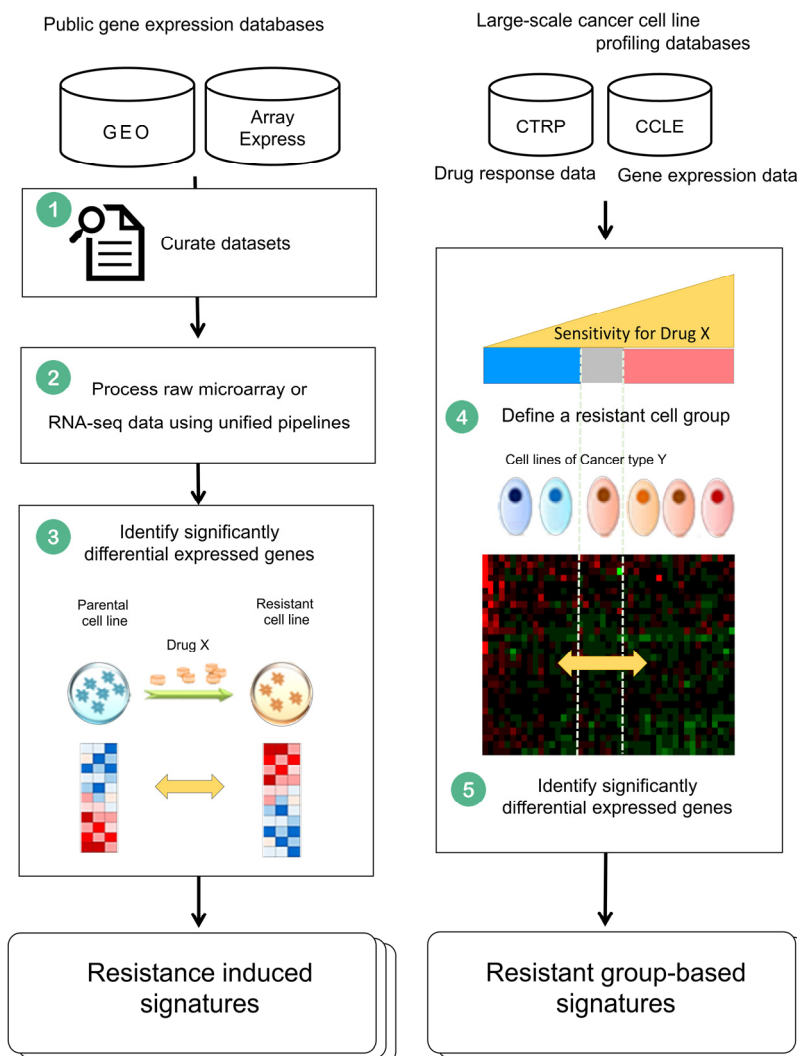 Public gene expression databases
GEO
Array
Express
1
Curate datasets
2
Process raw microarray or
RNA-seq data using unified pipelines
3
Identify significantly
differential expressed genes
Parental
cell line
Resistant
cell line
Drug X
Resistance induced
signatures
Large-scale cancer cell line
profiling databases
CTRP
CCLE
Drug response data
Gene expression data
Sensitivity for Drug X
4
Define a resistant cell group
Cell lines of Cancer type Y
5
Identify significantly
differential expressed genes
Resistant group-based
signatures